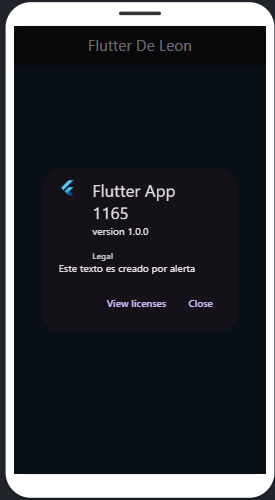 Flutter De Leon
Flutter App
1165
version 1.0.0
Legal
Este texto es creado por alerta
View licenses Close